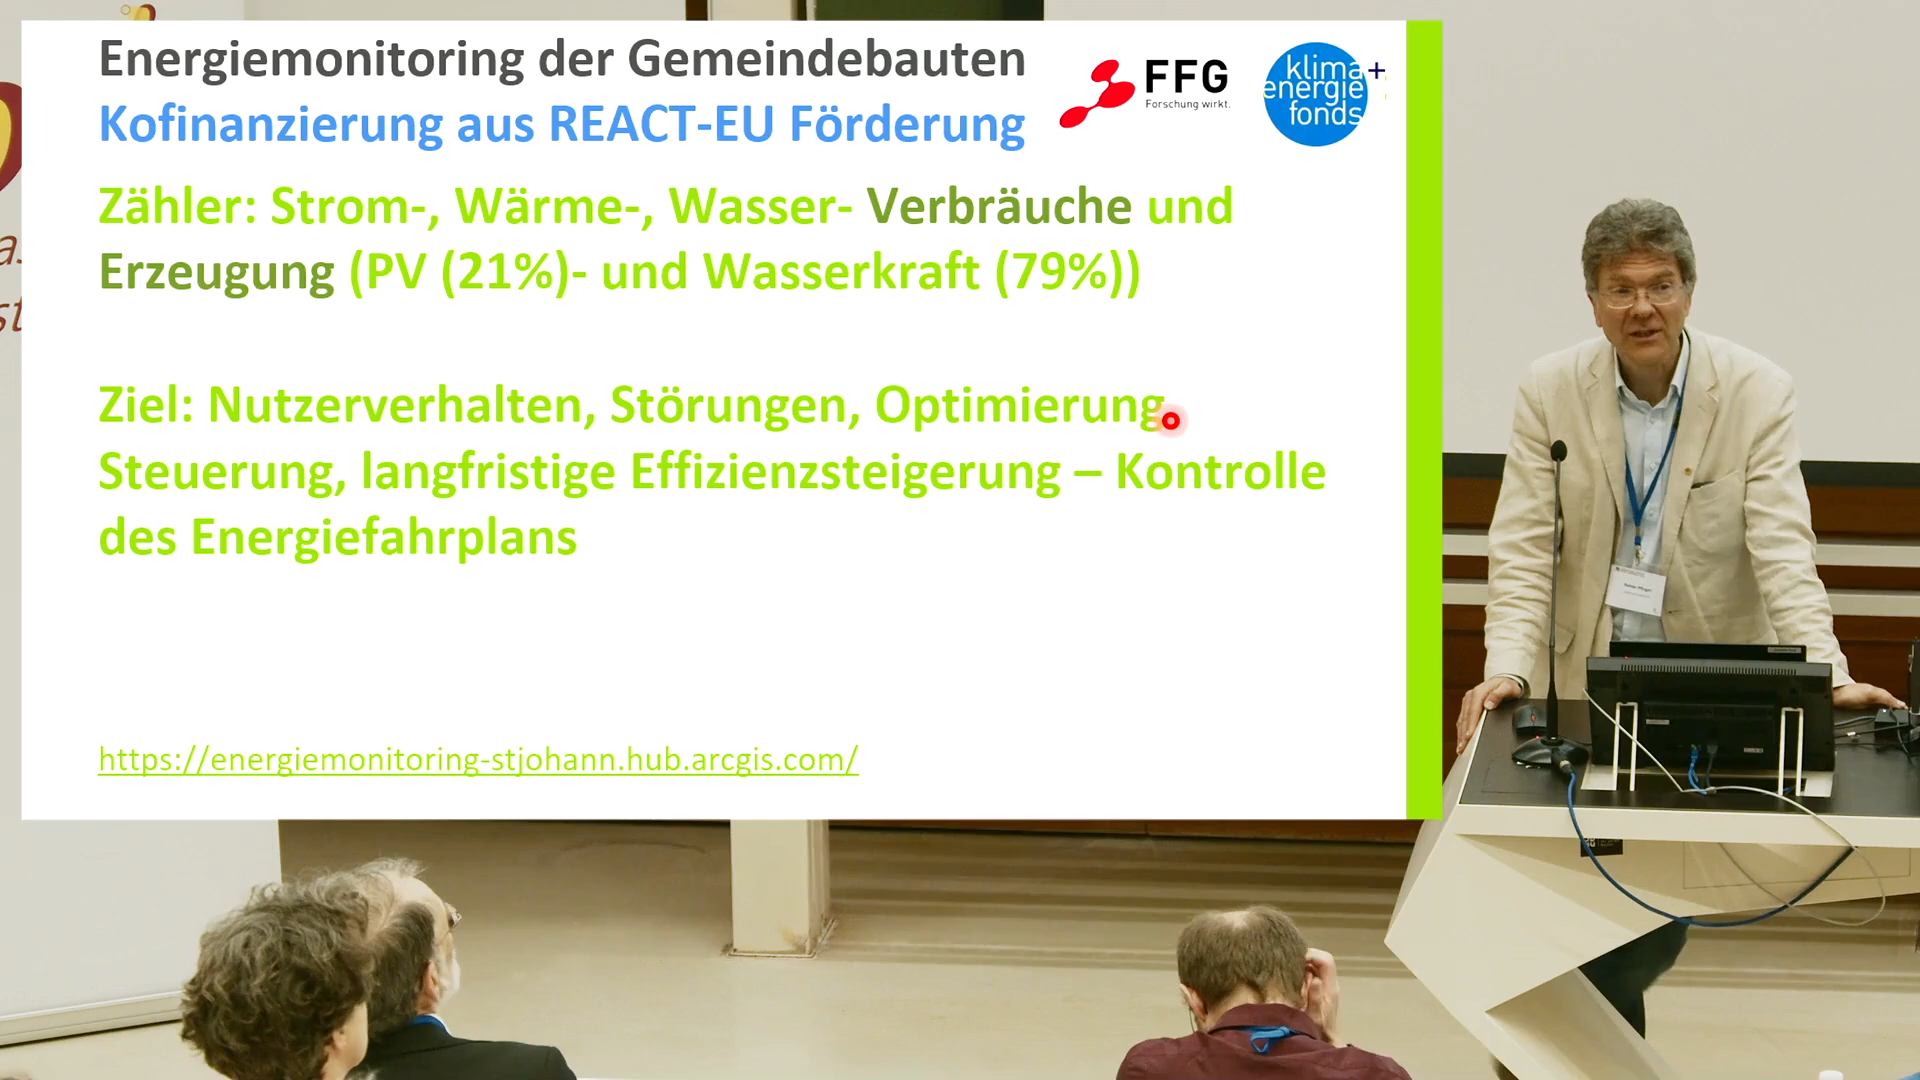 Energiemonitoring der Gemeindebauten
Kofinanzierung aus REACT-EU Förderung
FFG
Forschung wirkt.
klima+
energie
fonds
Zähler: Strom-, Wärme-, Wasser- Verbräuche und
Erzeugung (PV (21%)- und Wasserkraft (79%))
Ziel: Nutzerverhalten, Störungen, Optimierung
Steuerung, langfristige Effizienzsteigerung – Kontrolle
des Energiefahrplans
https://energiemonitoring-stjohann.hub.arcgis.com/